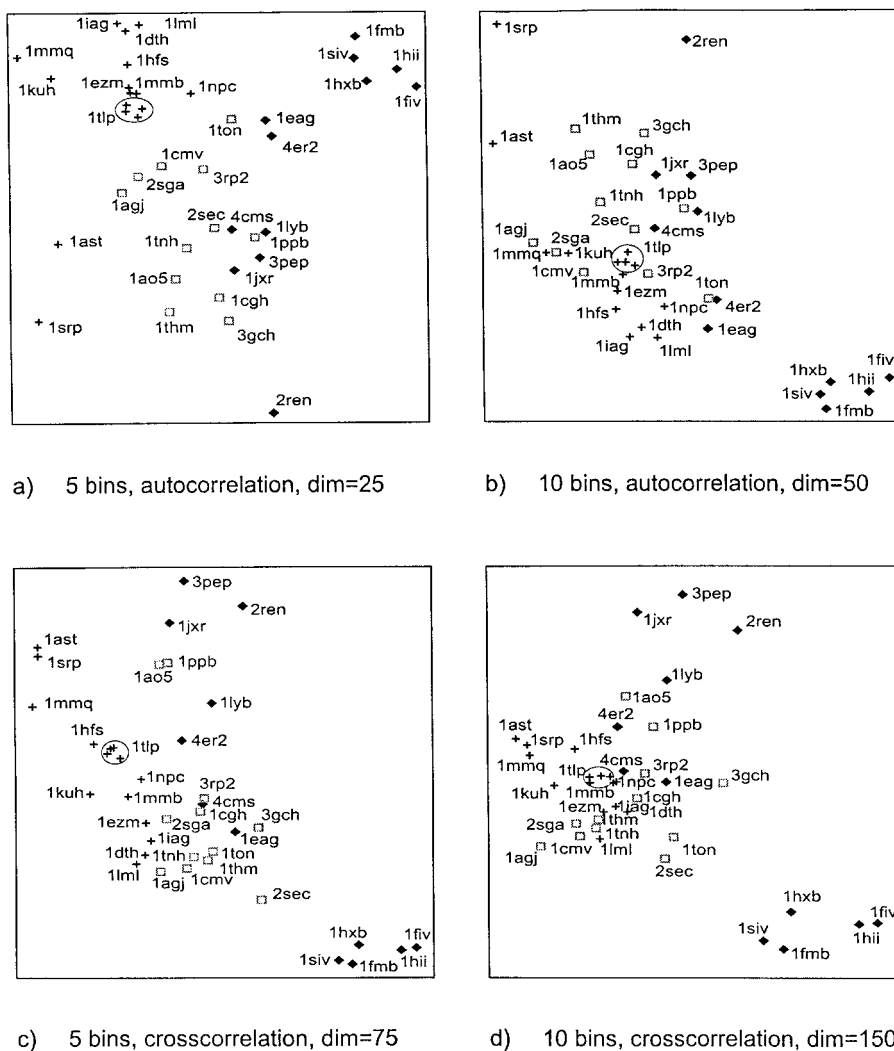 1iag + + 1lml
1dth
1mmq
1hfs
1kuh
1ezm 1mmb
1npc
1tlp
1fmb
1siv
1hii
1hxb
1fiv
1ton
1eag
4er2
1cmv
3rp2
2sga
1agj
2sec
4cms
1lyb
1ast
1tnh
1ppb
3pep
1jxr
1ao5
1cgh
1srp
1thm
3gch
2ren
a) 5 bins, autocorrelation, dim=25
1srp
2ren
1thm
3gch
1ast
1cgh
1ao5
1jxr
3pep
1tnh
1ppb
1lyb
2sec
4cms
1agj
2sga
1tlp
1mmq
1kuh
1cmv
3rp2
1mmb
1ezm
1ton
4er2
1hfs
1npc
1dth
1eag
1iag
1lml
1hxb
1fiv
1hii
1siv
1fmb
b) 10 bins, autocorrelation, dim=50
3pep
2ren
1jxr
1ast
1srp
1ppb
1ao5
1mmq
1lyb
1hfs
1tlp
4er2
1npc
3rp2
1kuh
1mmb
4cms
1cgh
3gch
1ezm
2sga
1eag
1iag
1dth
1tnh
1ton
1thm
1lml
1agj
1cmv
2sec
1hxb
1fiv
1siv
1fmb
1hii
c) 5 bins, crosscorrelation, dim=75
3pep
1jxr
2ren
1lyb
1ao5
4er2
1ppb
1ast
1srp
1hfs
1mmq
4cms
1tlp
3rp2
1kuh
1npc
1eag
3gch
1mmb
1cgh
1ezm
1iag
1dth
1thm
2sga
1tnh
1agj
1cmv
1lml
1ton
2sec
1hxb
1siv
1fiv
1hii
1fmb
d) 10 bins, crosscorrelation, dim=150